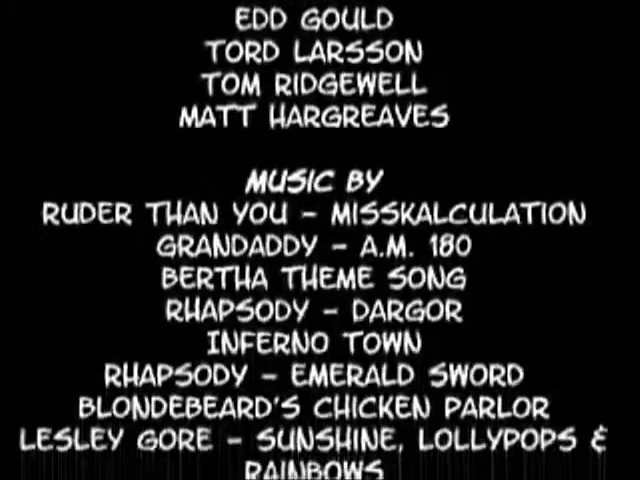 EDD GOULD
TORD LARSSON
TOM RIDGEWELL
MATT HARGREAVES
MUSIC BY
RUDER THAN YOU - MISSKALCULATION
GRANDADDY - A.M. 180
BERTHA THEME SONG
RHAPSODY - DARGOR
INFERNO TOWN
RHAPSODY - EMERALD SWORD
BLONDEBEARD'S CHICKEN PARLOR
LESLEY GORE - SUNSHINE, LOLLYPOPS &
RAINBOWS